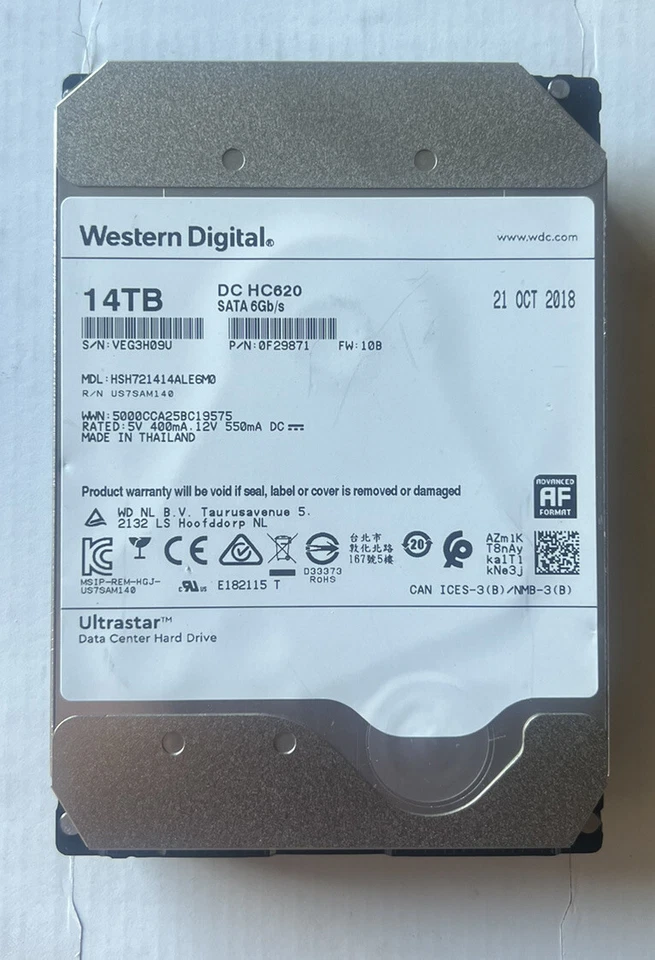 Western Digital®
www.wdc.com
14TB
DC HC620
SATA 6Gb/s
21 OCT 2018
S/N:VEG3H09U
P/N:0F29871
FW:10B
MDL:HSH721414ALE6M0
R/N US7SAM140
WWN:5000CCA25BC19575
RATED:5V 400mA.12V 550mA DC
MADE IN THAILAND
Product warranty will be void if seal, label or cover is removed or damaged
ADVANCED
AF
FORMAT
WD NL B.V. Taurusavenue 5.
2132 LS Hoofddorp NL
台北市
敦化北路
167號5樓
20
AZm1K
T8nAy
ka1T1
kNe3j
D33373
RoHS
MSIP-REM-HGJ-
US7SAM140
c RU us
E182115 T
CAN ICES-3(B)/NMB-3(B)
Ultrastar™
Data Center Hard Drive